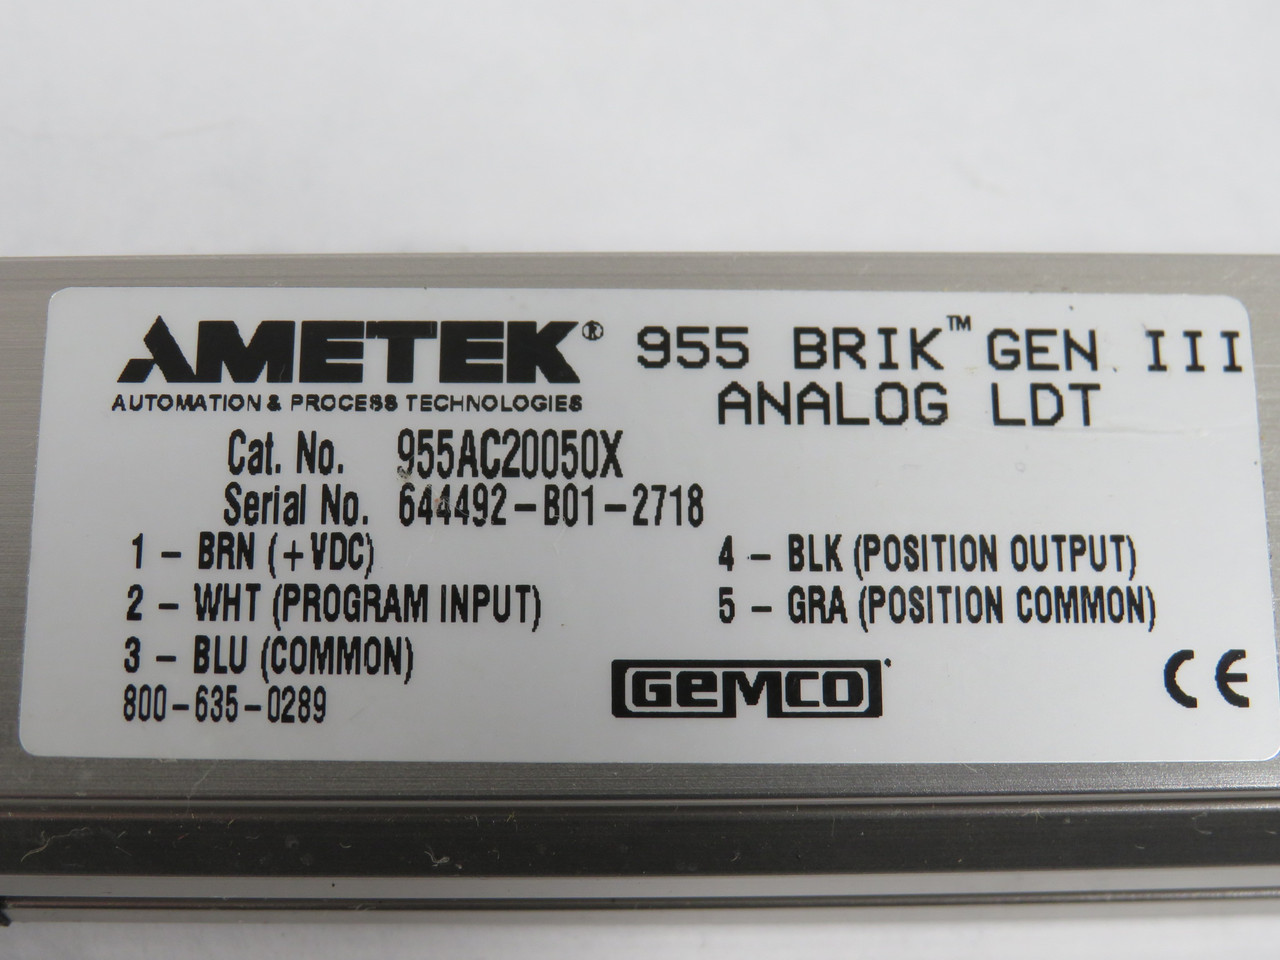 AMETEK® 955 BRIK™ GEN III
AUTOMATION & PROCESS TECHNOLOGIES ANALOG LDT
Cat. No. 955AC20050X
Serial No. 644492-B01-2718
1 - BRN (+VDC)
2 - WHT (PROGRAM INPUT)
3 - BLU (COMMON)
800-635-0289
4 - BLK (POSITION OUTPUT)
5 - GRA (POSITION COMMON)
GEMCO
CE